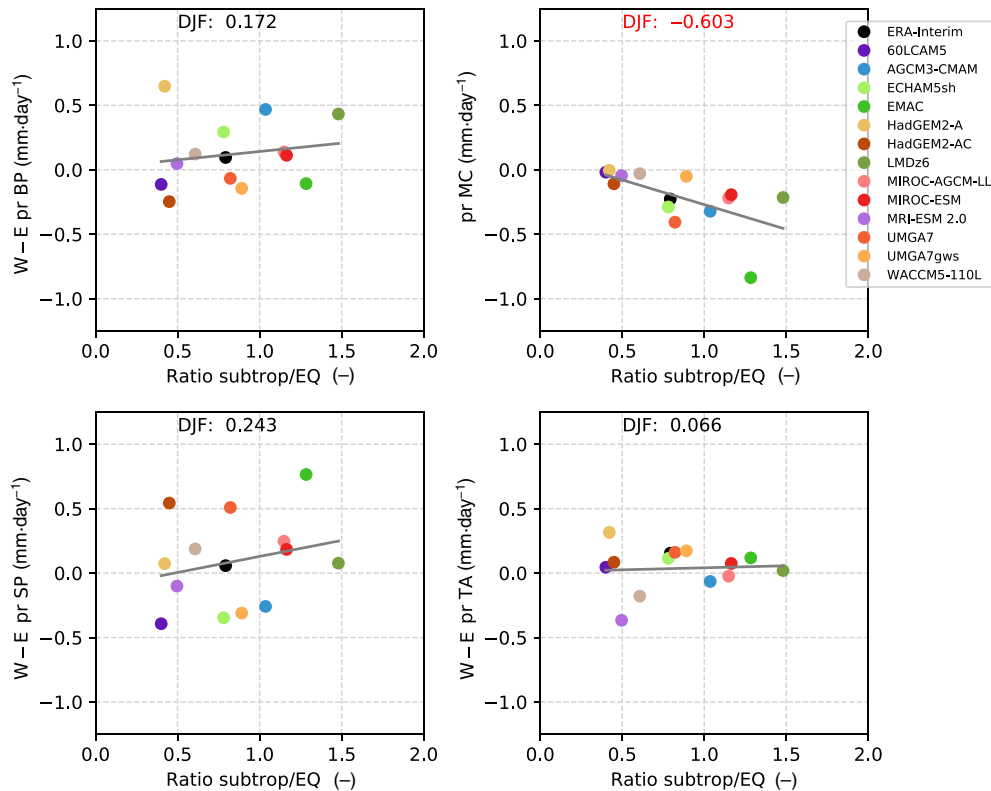 DJF: 0.172
1.0
0.5
0.0
−0.5
−1.0
W − E pr BP (mm·day⁻¹)
0.0 0.5 1.0 1.5 2.0
Ratio subtrop/EQ (−)
DJF: −0.603
1.0
0.5
0.0
−0.5
−1.0
pr MC (mm·day⁻¹)
0.0 0.5 1.0 1.5 2.0
Ratio subtrop/EQ (−)
ERA-Interim
60LCAM5
AGCM3-CMAM
ECHAM5sh
EMAC
HadGEM2-A
HadGEM2-AC
LMDz6
MIROC-AGCM-LL
MIROC-ESM
MRI-ESM 2.0
UMGA7
UMGA7gws
WACCM5-110L
DJF: 0.243
1.0
0.5
0.0
−0.5
−1.0
W − E pr SP (mm·day⁻¹)
0.0 0.5 1.0 1.5 2.0
Ratio subtrop/EQ (−)
DJF: 0.066
1.0
0.5
0.0
−0.5
−1.0
W − E pr TA (mm·day⁻¹)
0.0 0.5 1.0 1.5 2.0
Ratio subtrop/EQ (−)